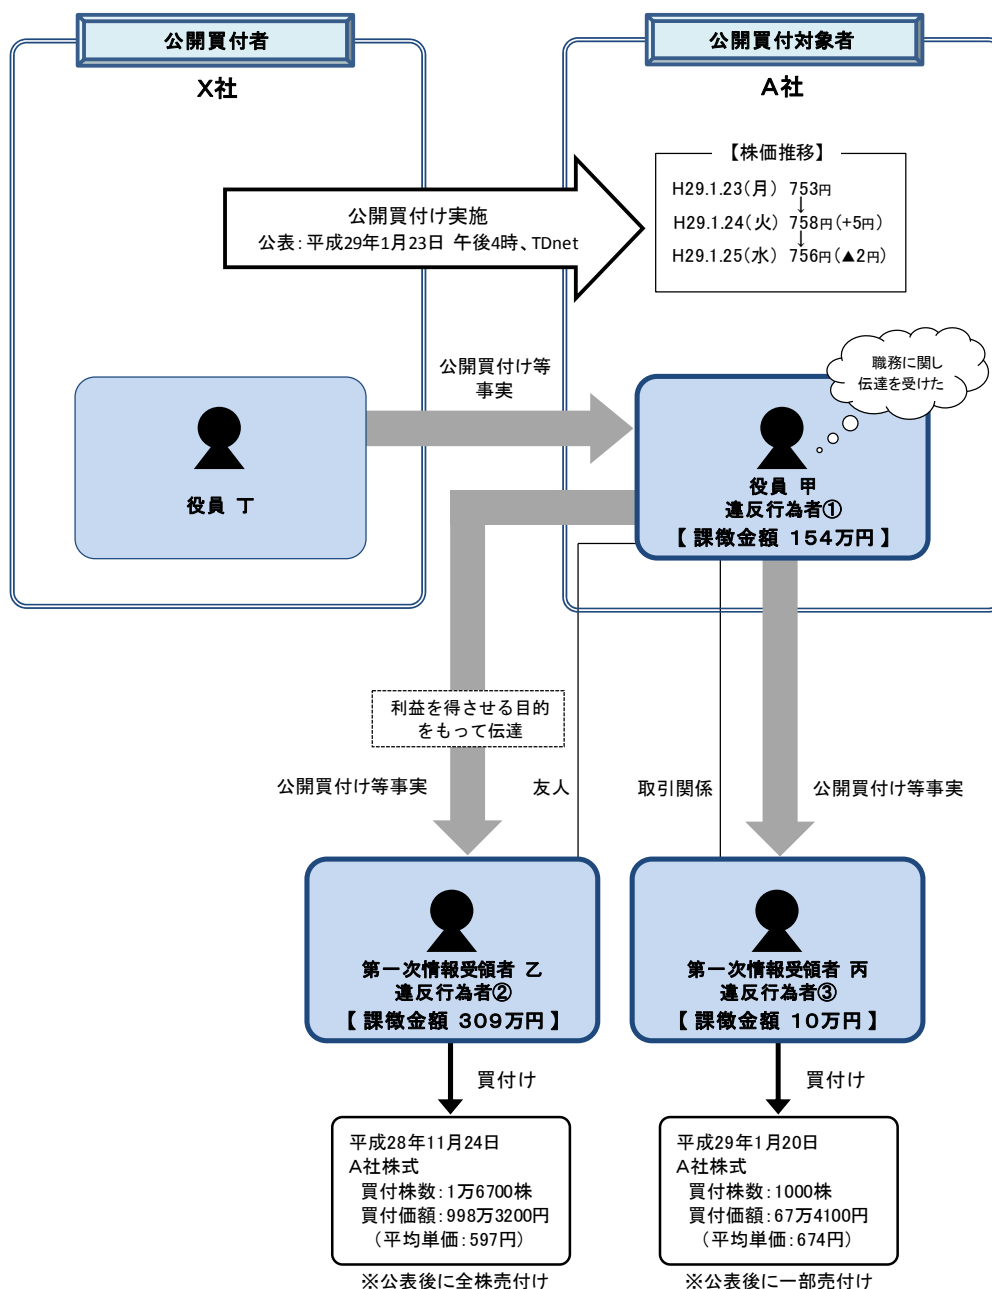 公開買付者
X社
公開買付対象者
A社
【株価推移】
H29.1.23(月) 753円
↓
H29.1.24(火) 758円(+5円)
↓
H29.1.25(水) 756円(▲2円)
公開買付け実施
公表：平成29年1月23日 午後4時、TDnet
職務に関し
伝達を受けた
公開買付け等
事実
役員 丁
役員 甲
違反行為者①
【 課徴金額 154万円 】
利益を得させる目的
をもって伝達
公開買付け等事実
友人
取引関係
公開買付け等事実
第一次情報受領者 乙
違反行為者②
【 課徴金額 309万円 】
第一次情報受領者 丙
違反行為者③
【 課徴金額 10万円 】
買付け
買付け
平成28年11月24日
A社株式
買付株数：1万6700株
買付価額：998万3200円
（平均単価：597円）
※公表後に全株売付け
平成29年1月20日
A社株式
買付株数：1000株
買付価額：67万4100円
（平均単価：674円）
※公表後に一部売付け